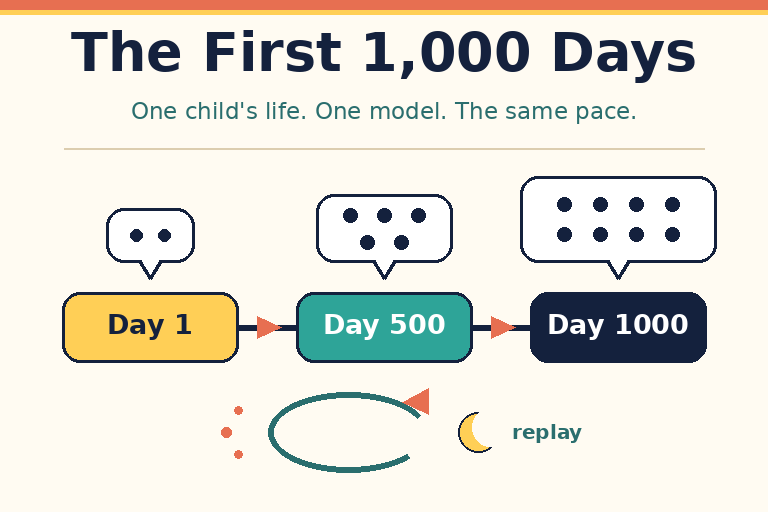 The First 1,000 Days
One child's life. One model. The same pace.
Day 1
Day 500
Day 1000
replay